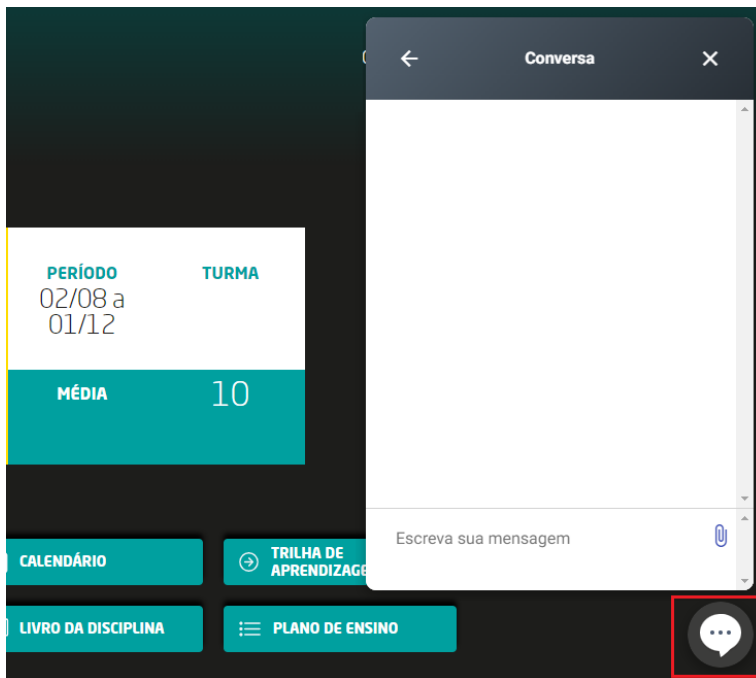 Conversa
PERÍODO
TURMA
02/08 a
01/12
MÉDIA
10
Escreva sua mensagem
CALENDÁRIO
TRILHA DE
APRENDIZAGE
LIVRO DA DISCIPLINA
PLANO DE ENSINO